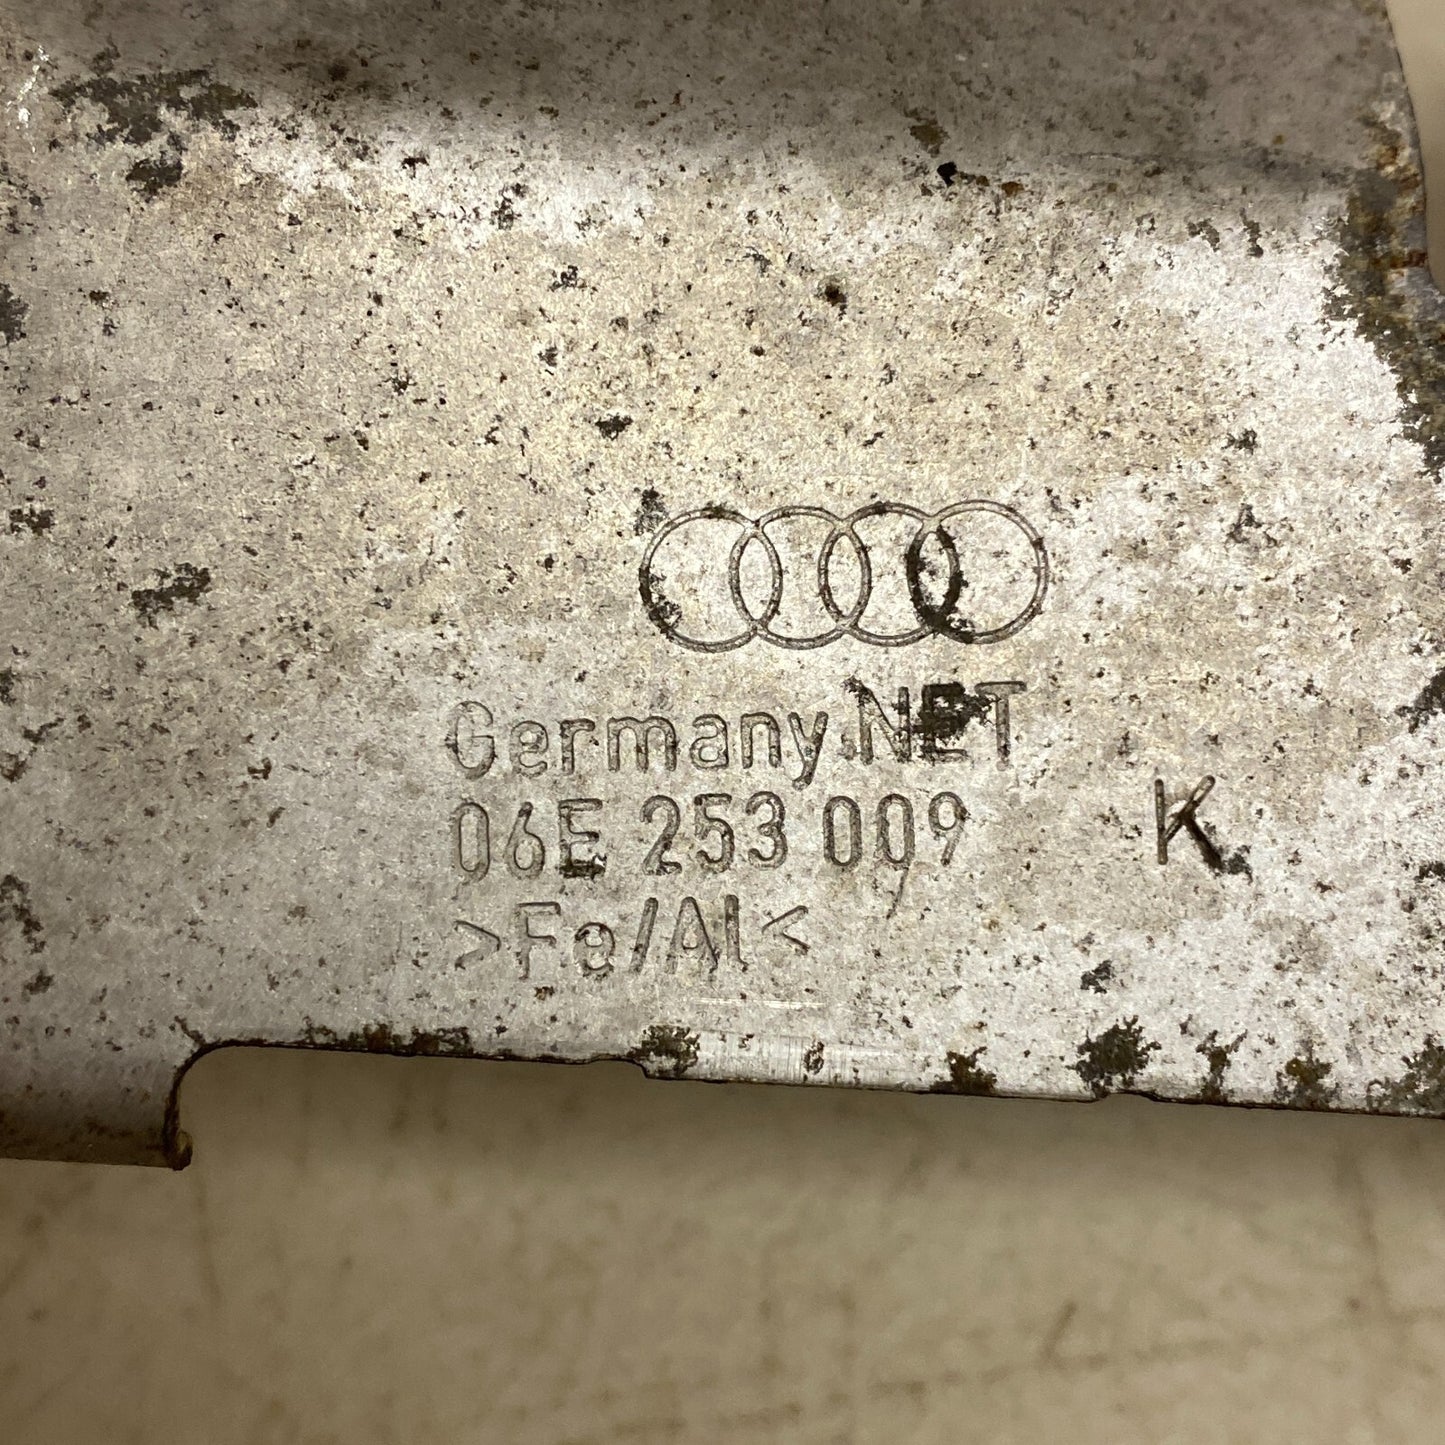 Germany NET
06E 253 009 K
>Fe/Al<